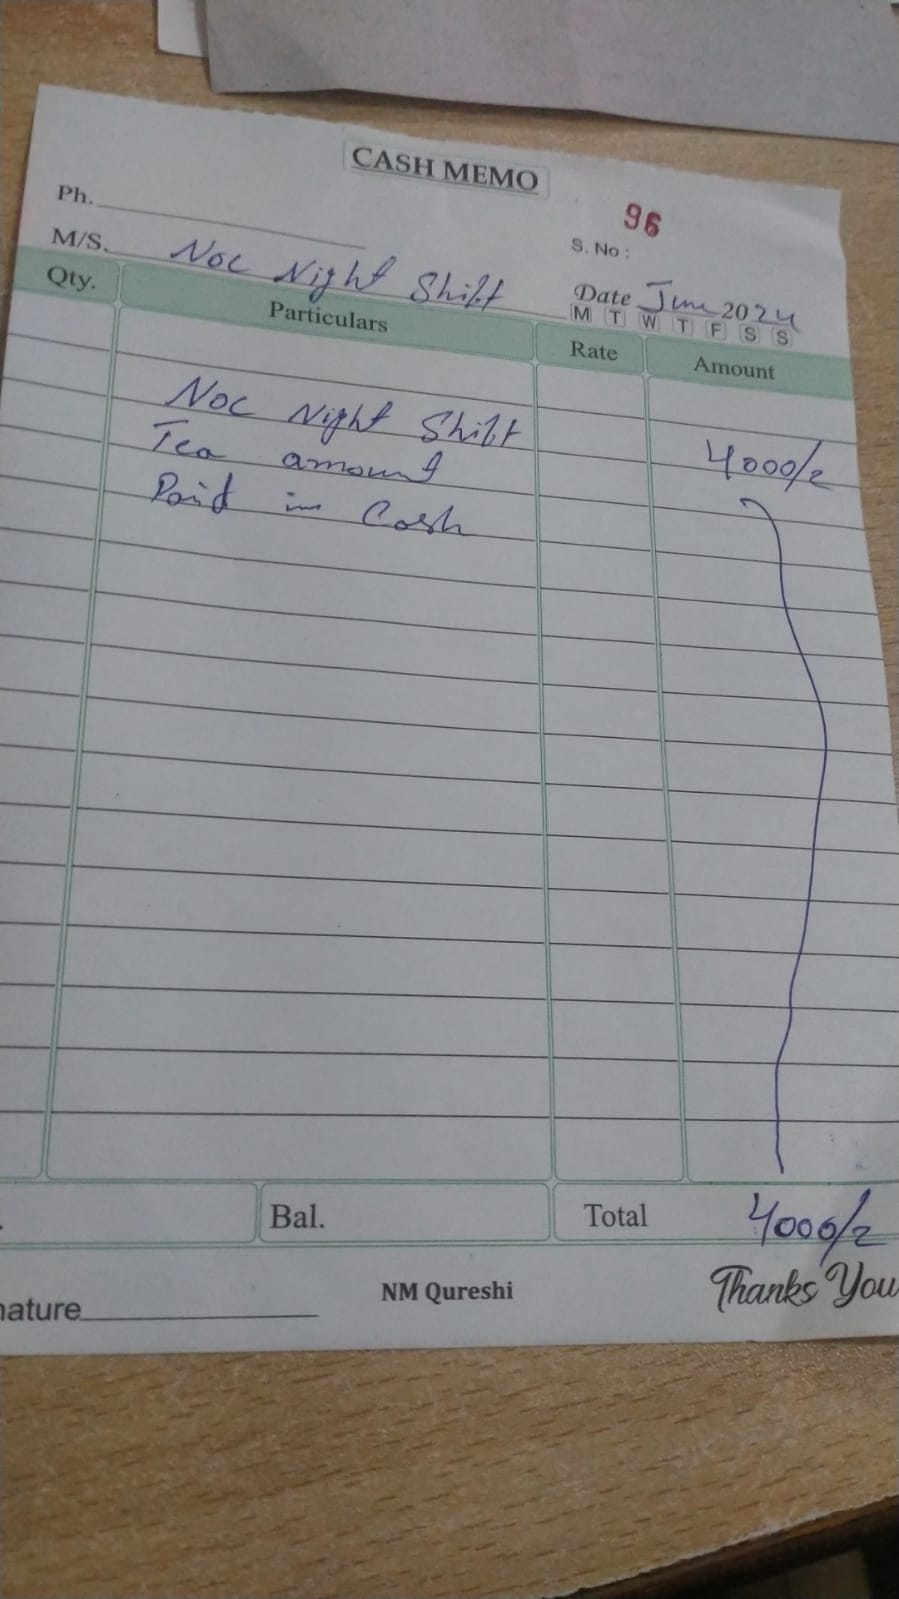 CASH MEMO
Ph.
96
S. No :
M/S. Noc Night Shift
Date June 2024
M T W T F S S
Qty. Particulars Rate Amount
Noc Night Shift
Tea amount 4000/=
Paid in Cash
Bal. Total 4000/=
nature
NM Qureshi
Thanks You